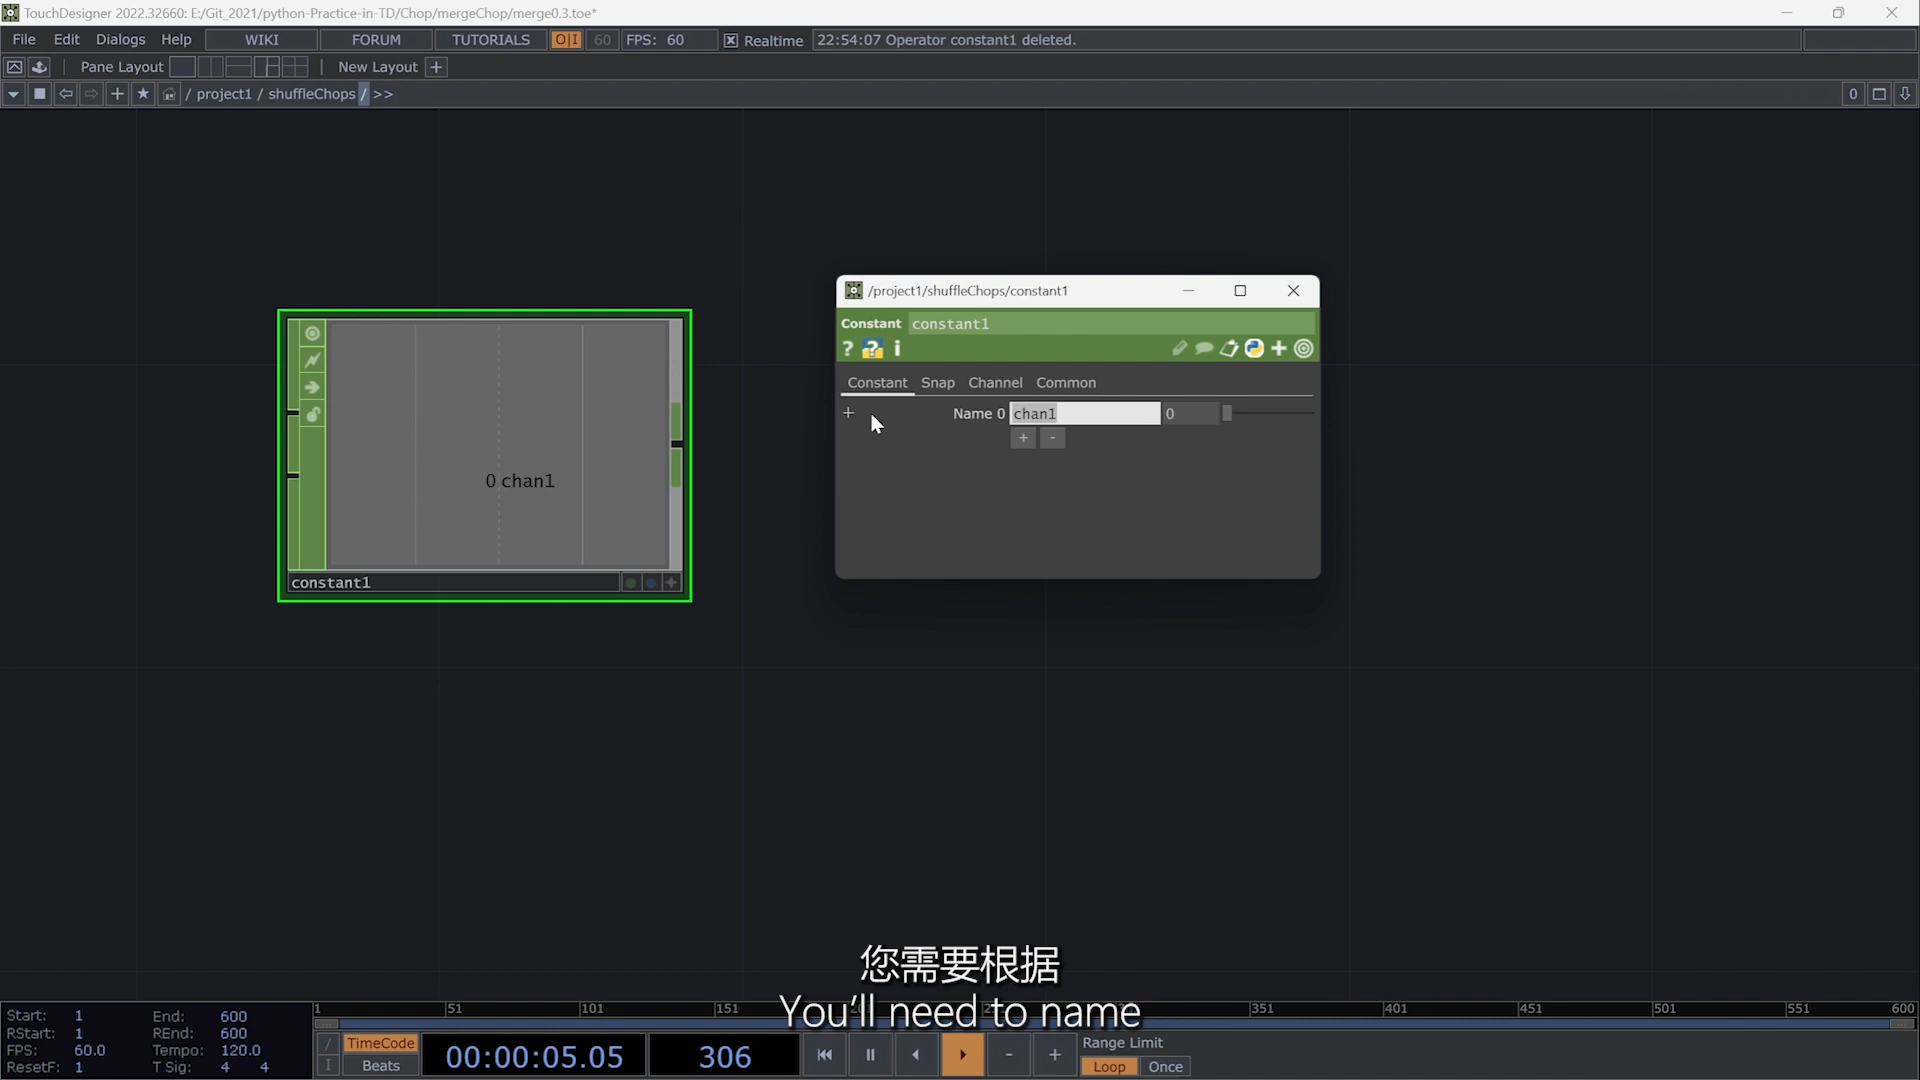 TouchDesigner 2022.32660: E:/Git_2021/python-Practice-in-TD/Chop/mergeChop/merge0.3.toe*
File Edit Dialogs Help WIKI FORUM TUTORIALS O|I 60 FPS: 60 Realtime 22:54:07 Operator constant1 deleted.
Pane Layout New Layout +
/ project1 / shuffleChops / >> 0
/project1/shuffleChops/constant1
Constant constant1
? ? i
Constant Snap Channel Common
+ Name 0 chan1 0
+ -
0 chan1
constant1
您需要根据
You'll need to name
1 51 101 151 351 401 451 501 551 600
Start: 1 End: 600
RStart: 1 REnd: 600
FPS: 60.0 Tempo: 120.0
ResetF: 1 T Sig: 4 4
TimeCode
Beats
00:00:05.05 306
- +
Range Limit
Loop Once